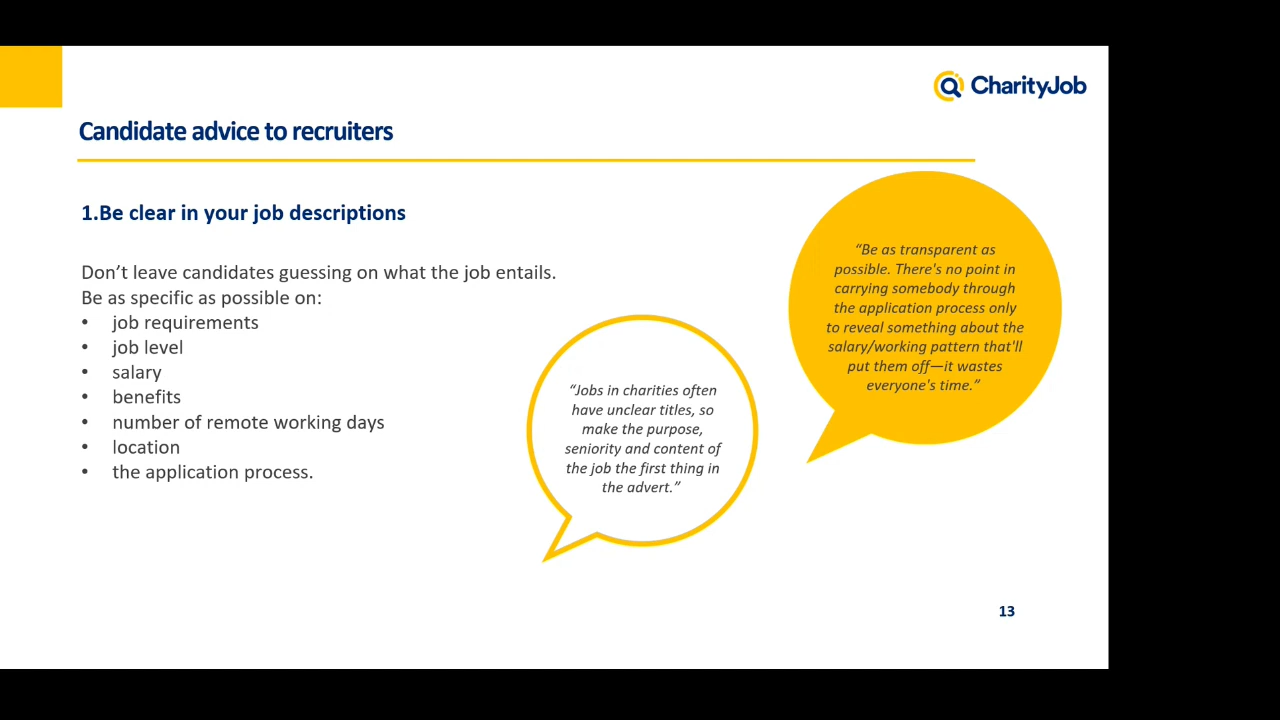 CharityJob
Candidate advice to recruiters
1.Be clear in your job descriptions
Don’t leave candidates guessing on what the job entails.
Be as specific as possible on:
• job requirements
• job level
• salary
• benefits
• number of remote working days
• location
• the application process.
“Jobs in charities often
have unclear titles, so
make the purpose,
seniority and content of
the job the first thing in
the advert.”
“Be as transparent as
possible. There's no point in
carrying somebody through
the application process only
to reveal something about the
salary/working pattern that'll
put them off—it wastes
everyone's time.”
13